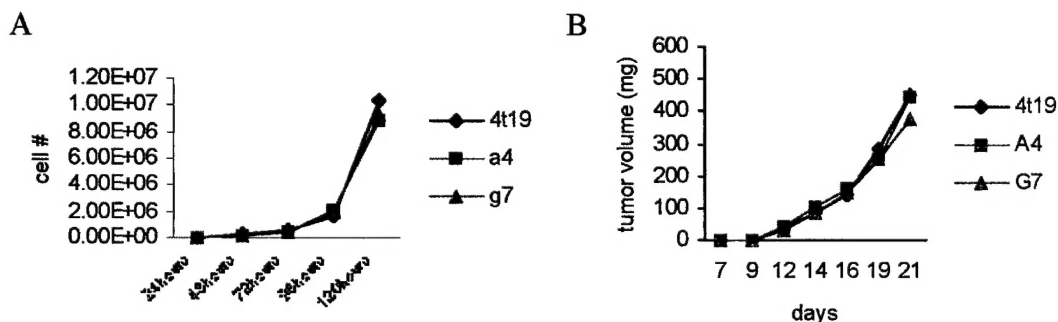 A
cell #
1.20E+07
1.00E+07
8.00E+06
6.00E+06
4.00E+06
2.00E+06
0.00E+00
4t19
a4
g7
B
tumor volume (mg)
600
500
400
300
200
100
0
7 9 12 14 16 19 21
days
4t19
A4
G7